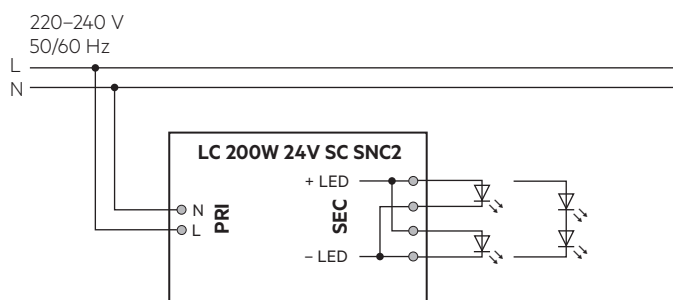 220–240 V
50/60 Hz
L
N
LC 200W 24V SC SNC2
+ LED
N
L
PRI
SEC
– LED